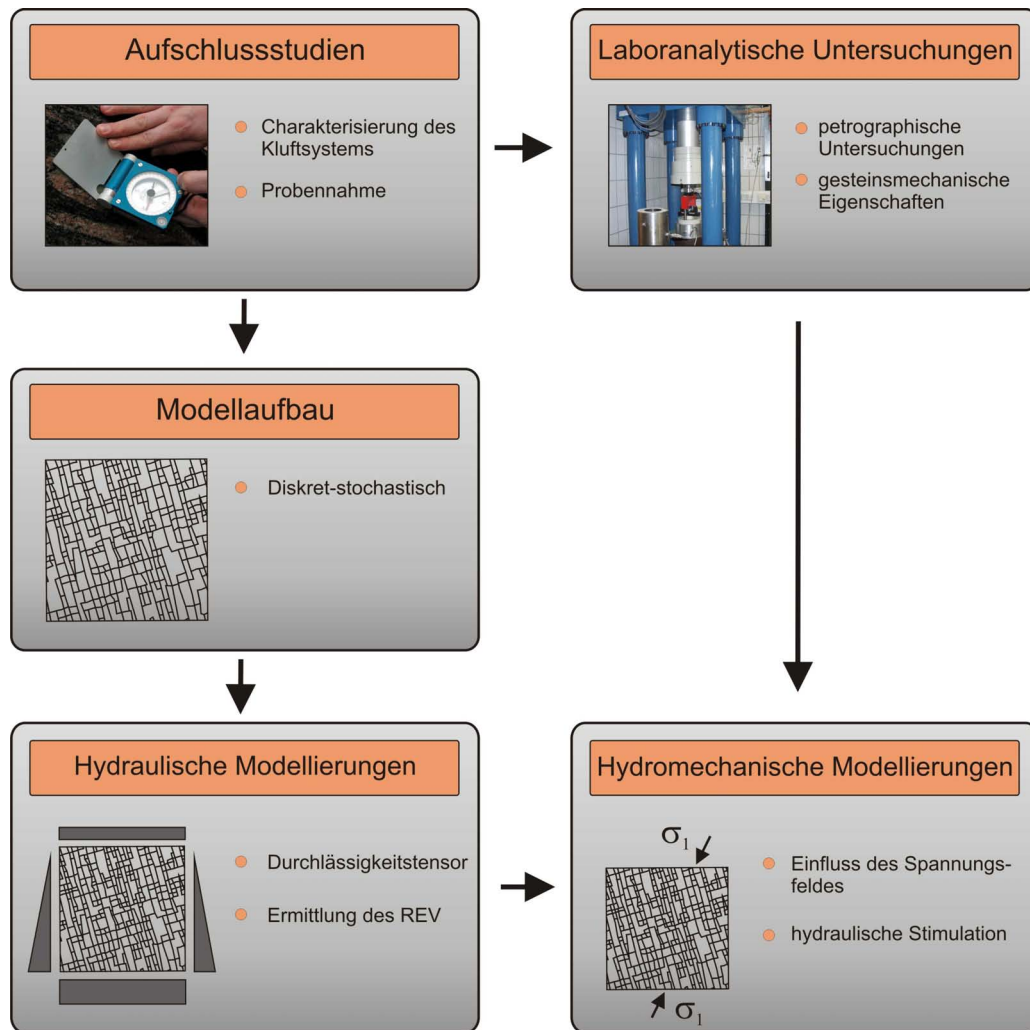 Aufschlussstudien
Charakterisierung des
Kluftsystems
Probennahme
Laboranalytische Untersuchungen
petrographische
Untersuchungen
gesteinsmechanische
Eigenschaften
Modellaufbau
Diskret-stochastisch
Hydraulische Modellierungen
Durchlässigkeitstensor
Ermittlung des REV
Hydromechanische Modellierungen
σ₁
Einfluss des Spannungs-
feldes
hydraulische Stimulation
σ₁